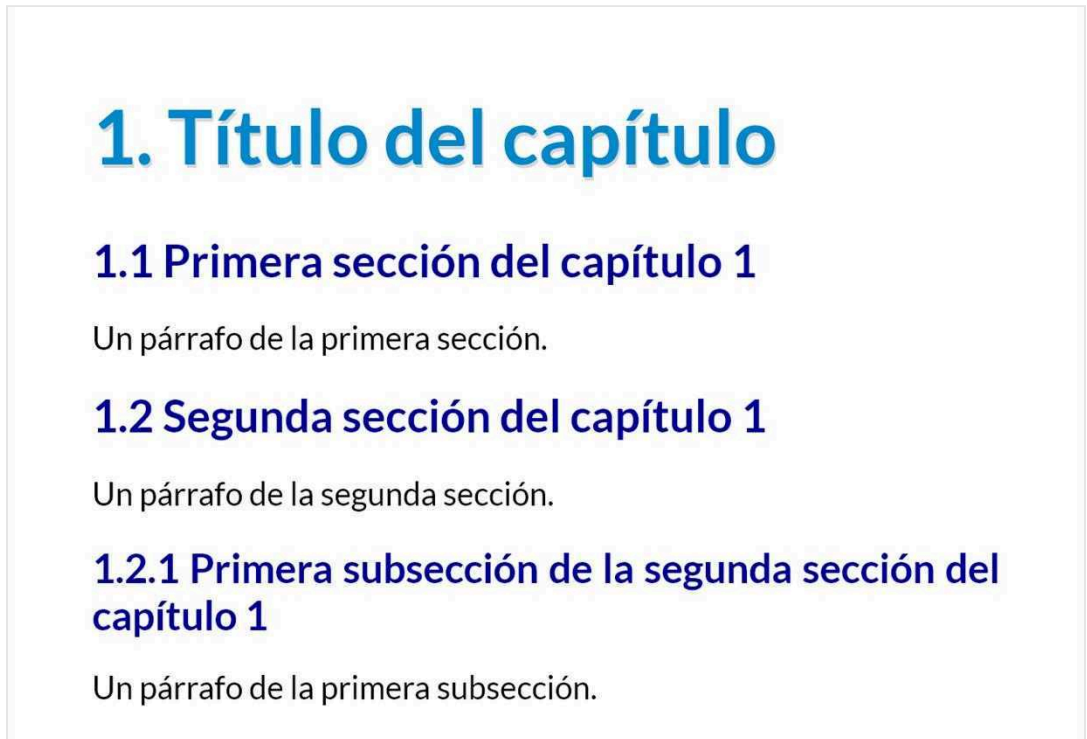 1. Título del capítulo
1.1 Primera sección del capítulo 1
Un párrafo de la primera sección.
1.2 Segunda sección del capítulo 1
Un párrafo de la segunda sección.
1.2.1 Primera subsección de la segunda sección del
capítulo 1
Un párrafo de la primera subsección.